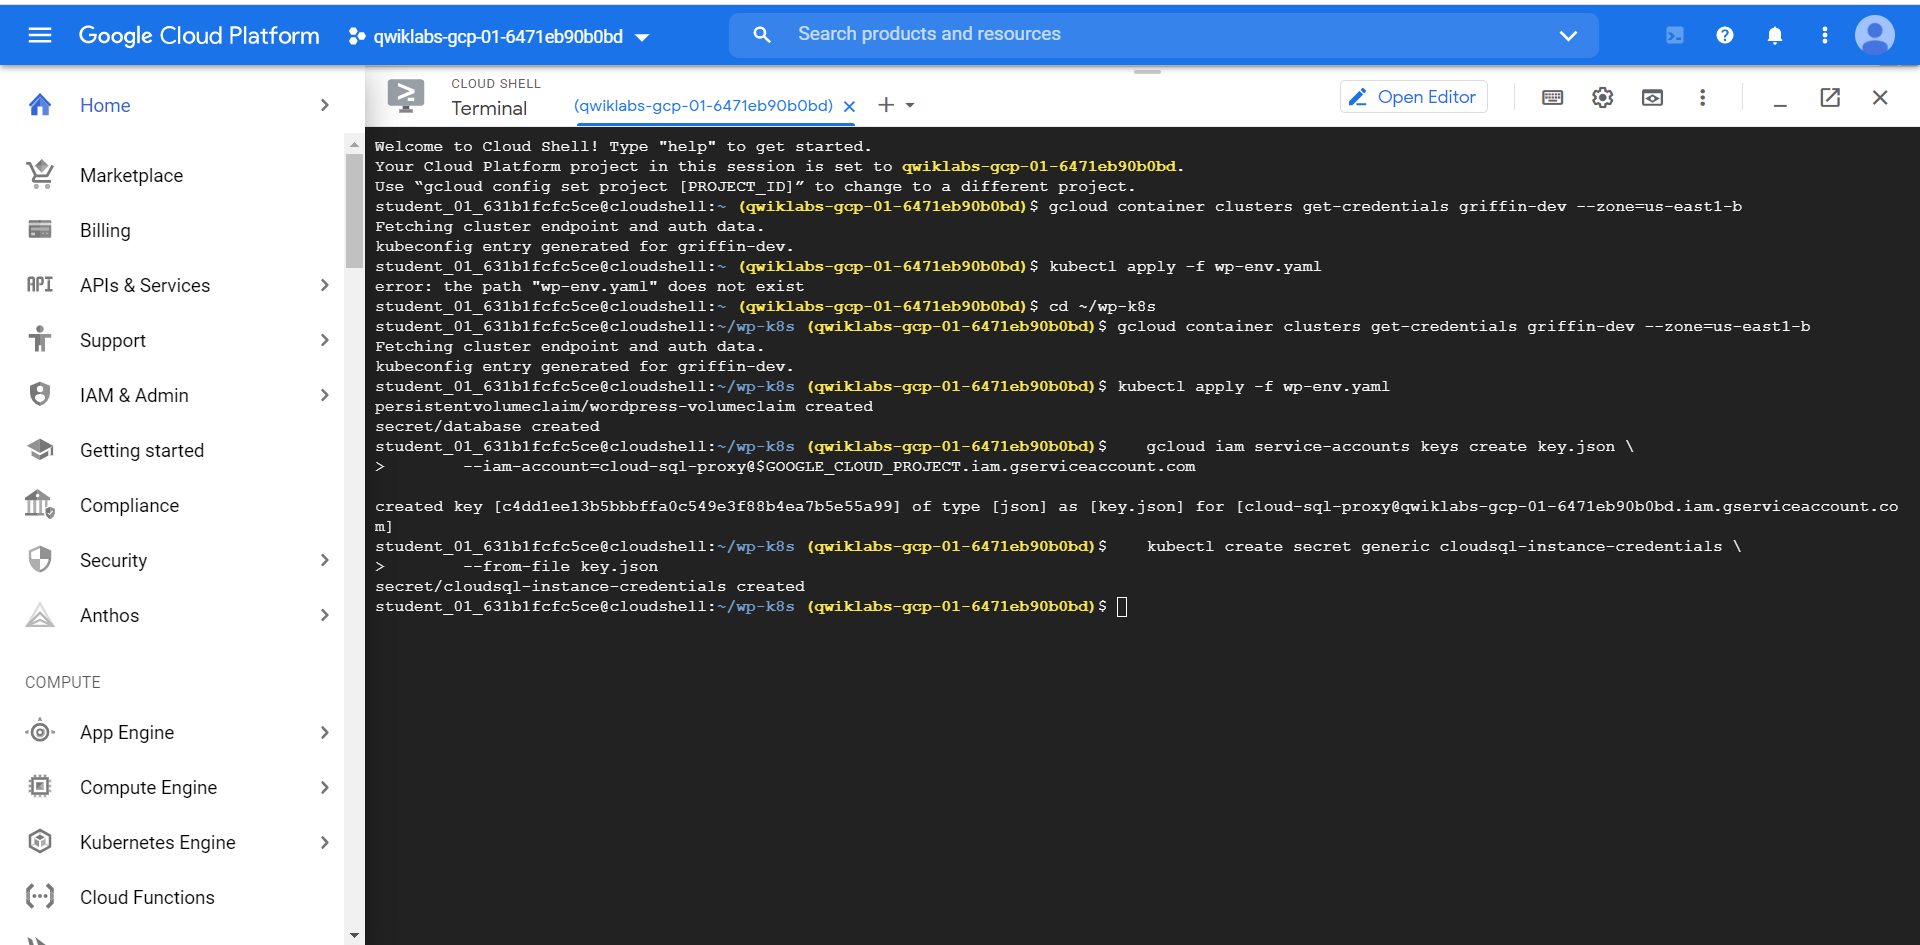 Google Cloud Platform
qwiklabs-gcp-01-6471eb90b0bd
Search products and resources
Home
Marketplace
Billing
API
APIs & Services
Support
IAM & Admin
Getting started
Compliance
Security
Anthos
COMPUTE
App Engine
Compute Engine
Kubernetes Engine
Cloud Functions
CLOUD SHELL
Terminal
(qwiklabs-gcp-01-6471eb90b0bd)
Open Editor
Welcome to Cloud Shell! Type "help" to get started.
Your Cloud Platform project in this session is set to qwiklabs-gcp-01-6471eb90b0bd.
Use “gcloud config set project [PROJECT_ID]” to change to a different project.
student_01_631b1fcfc5ce@cloudshell:~ (qwiklabs-gcp-01-6471eb90b0bd)$ gcloud container clusters get-credentials griffin-dev --zone=us-east1-b
Fetching cluster endpoint and auth data.
kubeconfig entry generated for griffin-dev.
student_01_631b1fcfc5ce@cloudshell:~ (qwiklabs-gcp-01-6471eb90b0bd)$ kubectl apply -f wp-env.yaml
error: the path "wp-env.yaml" does not exist
student_01_631b1fcfc5ce@cloudshell:~ (qwiklabs-gcp-01-6471eb90b0bd)$ cd ~/wp-k8s
student_01_631b1fcfc5ce@cloudshell:~/wp-k8s (qwiklabs-gcp-01-6471eb90b0bd)$ gcloud container clusters get-credentials griffin-dev --zone=us-east1-b
Fetching cluster endpoint and auth data.
kubeconfig entry generated for griffin-dev.
student_01_631b1fcfc5ce@cloudshell:~/wp-k8s (qwiklabs-gcp-01-6471eb90b0bd)$ kubectl apply -f wp-env.yaml
persistentvolumeclaim/wordpress-volumeclaim created
secret/database created
student_01_631b1fcfc5ce@cloudshell:~/wp-k8s (qwiklabs-gcp-01-6471eb90b0bd)$    gcloud iam service-accounts keys create key.json \
>        --iam-account=cloud-sql-proxy@$GOOGLE_CLOUD_PROJECT.iam.gserviceaccount.com
created key [c4dd1ee13b5bbbffa0c549e3f88b4ea7b5e55a99] of type [json] as [key.json] for [cloud-sql-proxy@qwiklabs-gcp-01-6471eb90b0bd.iam.gserviceaccount.co
m]
student_01_631b1fcfc5ce@cloudshell:~/wp-k8s (qwiklabs-gcp-01-6471eb90b0bd)$    kubectl create secret generic cloudsql-instance-credentials \
>        --from-file key.json
secret/cloudsql-instance-credentials created
student_01_631b1fcfc5ce@cloudshell:~/wp-k8s (qwiklabs-gcp-01-6471eb90b0bd)$